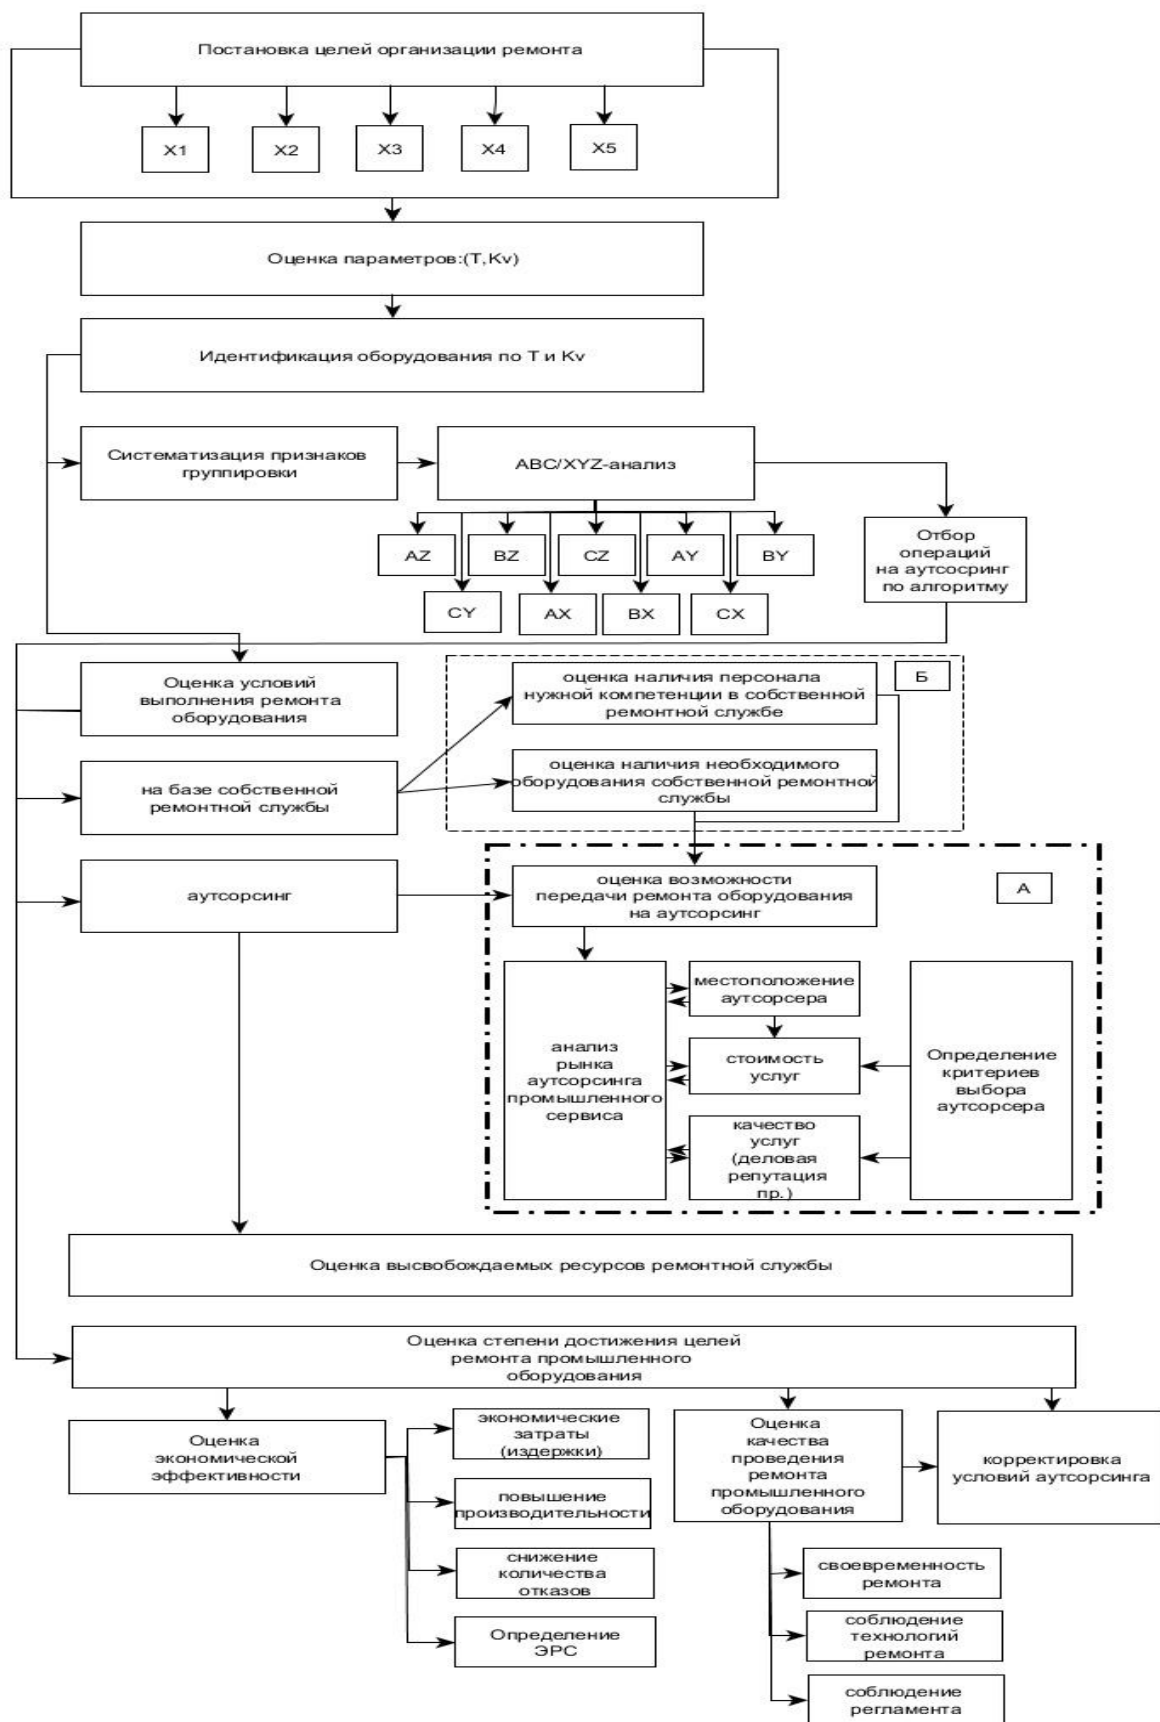 Постановка целей организации ремонта
X1
X2
X3
X4
X5
Оценка параметров:(T,Kv)
Идентификация оборудования по T и Kv
Систематизация признаков
группировки
ABC/XYZ-анализ
AZ
BZ
CZ
AY
BY
CY
AX
BX
CX
Отбор
операций
на аутсосринг
по алгоритму
Оценка условий
выполнения ремонта
оборудования
оценка наличия персонала
нужной компетенции в собственной
ремонтной службе
Б
на базе собственной
ремонтной службы
оценка наличия необходимого
оборудования собственной ремонтной
службы
аутсорсинг
оценка возможности
передачи ремонта оборудования
на аутсорсинг
А
анализ
рынка
аутсорсинга
промышленного
сервиса
местоположение
аутсорсера
стоимость
услуг
качество
услуг
(деловая
репутация
пр.)
Определение
критериев
выбора
аутсорсера
Оценка высвобождаемых ресурсов ремонтной службы
Оценка степени достижения целей
ремонта промышленного
оборудования
Оценка
экономической
эффективности
экономические
затраты
(издержки)
повышение
производительности
снижение
количества
отказов
Определение
ЭРС
Оценка
качества
проведения
ремонта
промышленного
оборудования
корректировка
условий аутсорсинга
своевременность
ремонта
соблюдение
технологий
ремонта
соблюдение
регламента